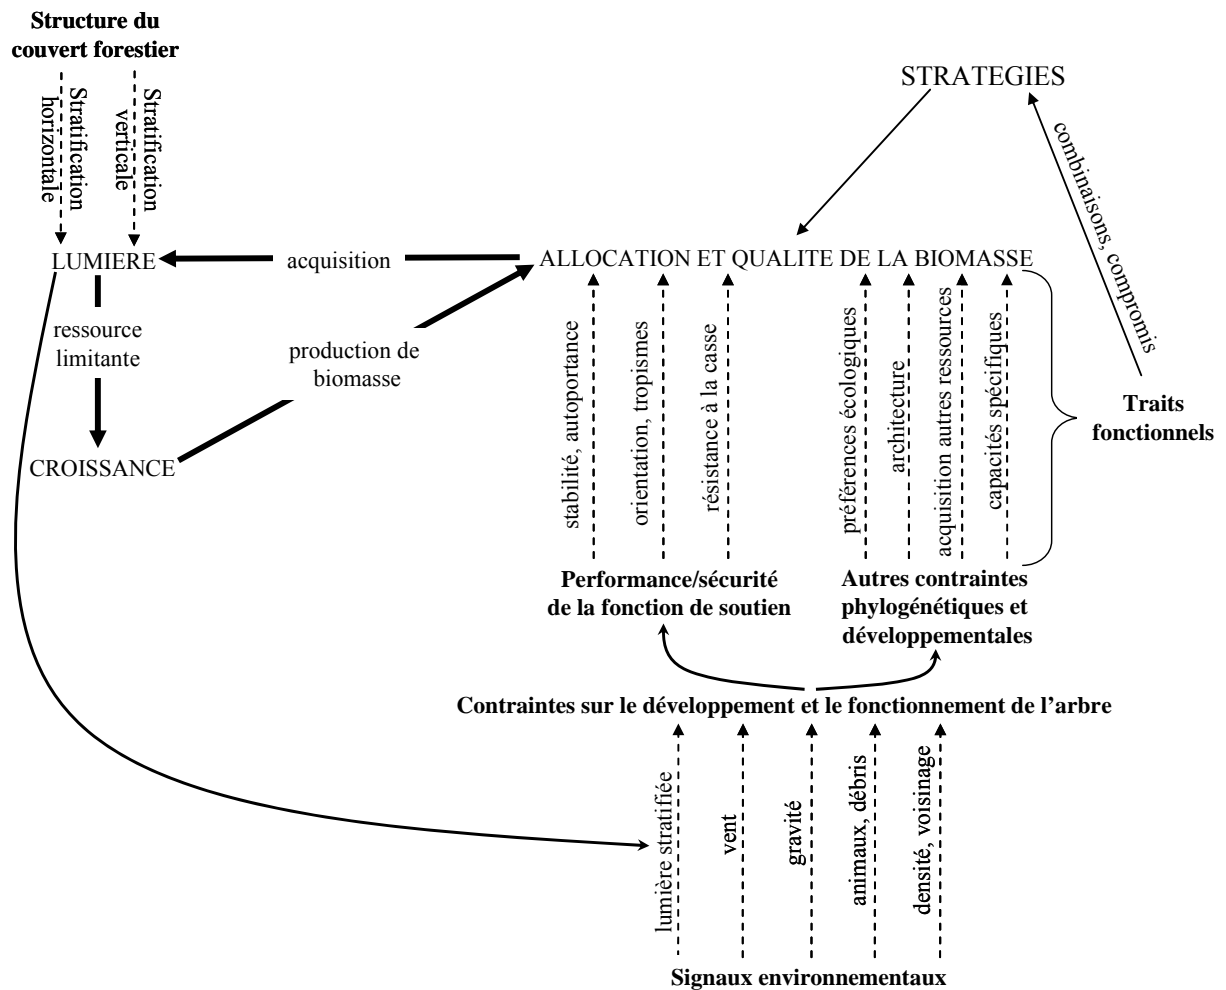 Structure du
couvert forestier
Stratification
horizontale
Stratification
verticale
STRATEGIES
combinaisons, compromis
LUMIERE
acquisition
ALLOCATION ET QUALITE DE LA BIOMASSE
ressource
limitante
production de
biomasse
CROISSANCE
stabilité, autoportance
orientation, tropismes
résistance à la casse
préférences écologiques
architecture
acquisition autres ressources
capacités spécifiques
Traits
fonctionnels
Performance/sécurité
de la fonction de soutien
Autres contraintes
phylogénétiques et
développementales
Contraintes sur le développement et le fonctionnement de l’arbre
lumière stratifiée
vent
gravité
animaux, débris
densité, voisinage
Signaux environnementaux